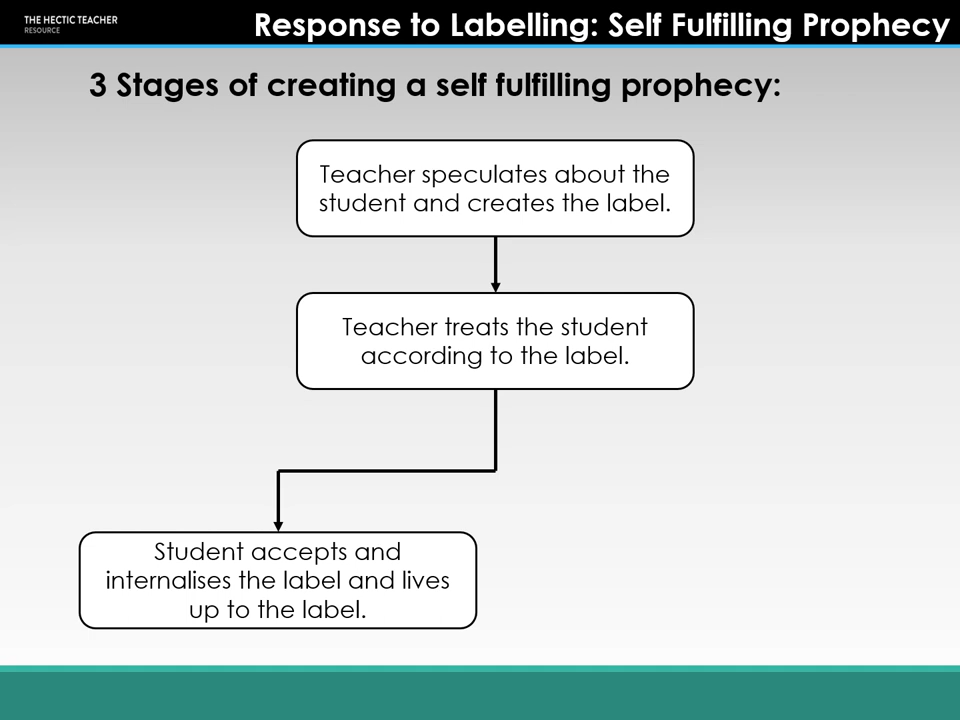 THE HECTIC TEACHER
RESOURCE
Response to Labelling: Self Fulfilling Prophecy
3 Stages of creating a self fulfilling prophecy:
Teacher speculates about the
student and creates the label.
Teacher treats the student
according to the label.
Student accepts and
internalises the label and lives
up to the label.